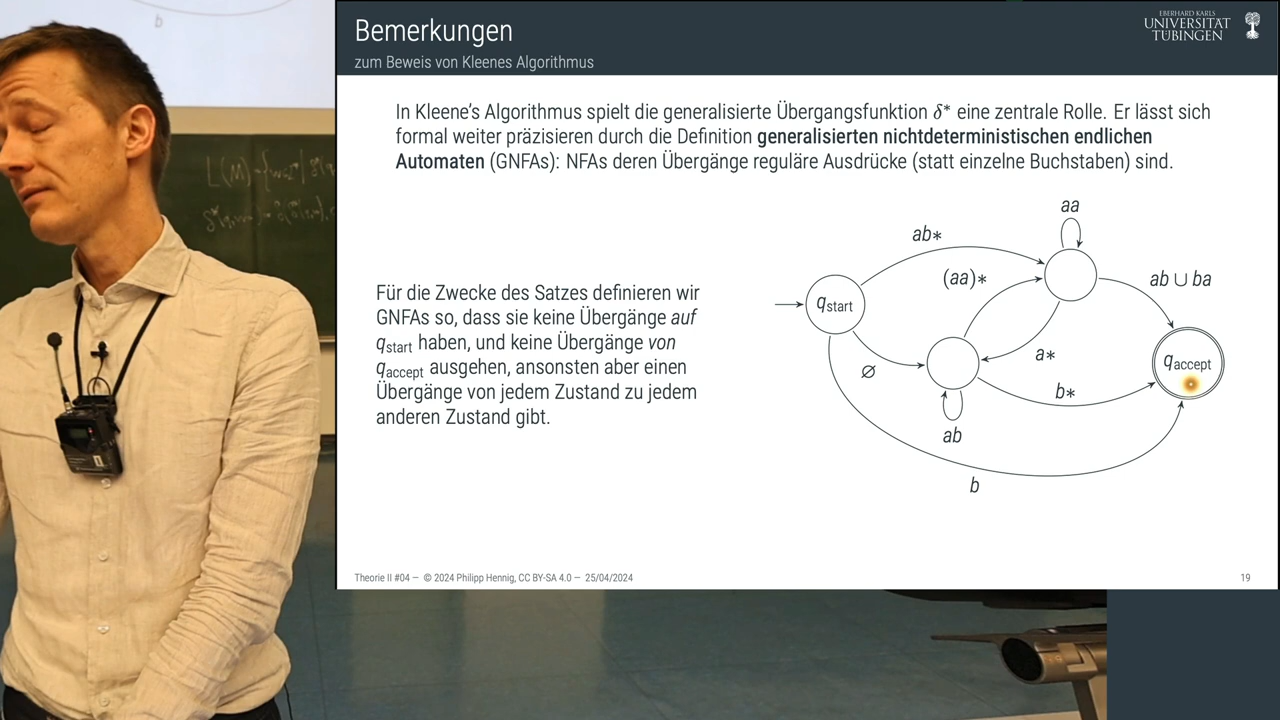 b
L(M) = {w∈Σ* |
Bemerkungen
zum Beweis von Kleenes Algorithmus
EBERHARD KARLS
UNIVERSITÄT
TÜBINGEN
In Kleene's Algorithmus spielt die generalisierte Übergangsfunktion δ* eine zentrale Rolle. Er lässt sich
formal weiter präzisieren durch die Definition generalisierten nichtdeterministischen endlichen
Automaten (GNFAs): NFAs deren Übergänge reguläre Ausdrücke (statt einzelne Buchstaben) sind.
Für die Zwecke des Satzes definieren wir
GNFAs so, dass sie keine Übergänge auf
qstart haben, und keine Übergänge von
qaccept ausgehen, ansonsten aber einen
Übergänge von jedem Zustand zu jedem
anderen Zustand gibt.
aa
ab*
(aa)*
ab ∪ ba
qstart
a*
qaccept
∅
b*
ab
b
Theorie II #04 — © 2024 Philipp Hennig, CC BY-SA 4.0 — 25/04/2024
19